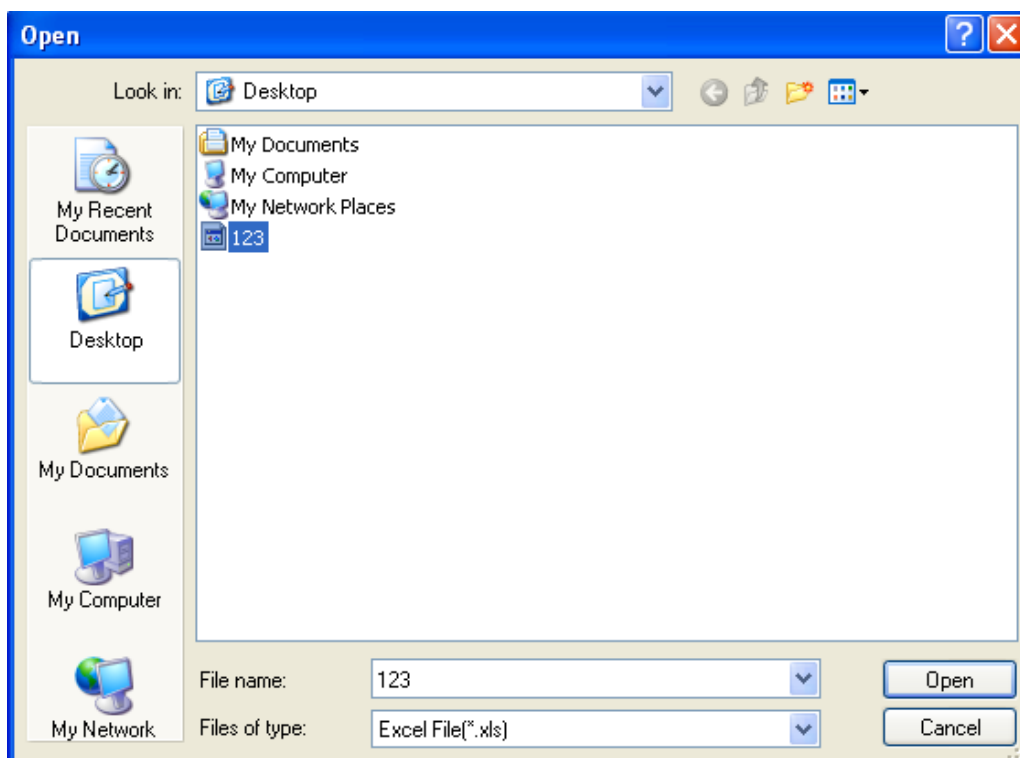 Open
Look in: Desktop
My Documents
My Computer
My Network Places
123
My Recent
Documents
Desktop
My Documents
My Computer
My Network
File name: 123 Open
Files of type: Excel File(*.xls) Cancel